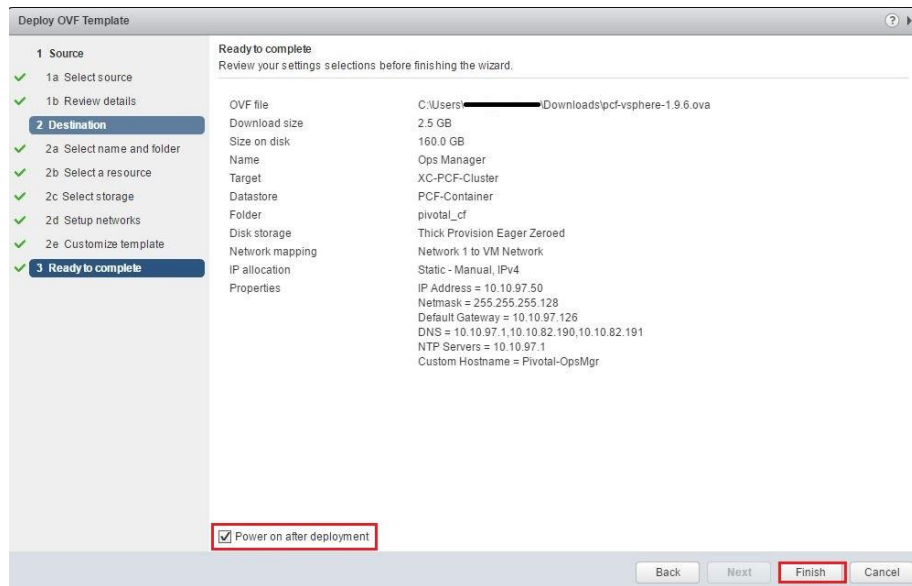 Deploy OVF Template
?
1 Source
1a Select source
1b Review details
2 Destination
2a Select name and folder
2b Select a resource
2c Select storage
2d Setup networks
2e Customize template
3 Ready to complete
Ready to complete
Review your settings selections before finishing the wizard.
OVF file C:\Users\ \Downloads\pcf-vsphere-1.9.6.ova
Download size 2.5 GB
Size on disk 160.0 GB
Name Ops Manager
Target XC-PCF-Cluster
Datastore PCF-Container
Folder pivotal_cf
Disk storage Thick Provision Eager Zeroed
Network mapping Network 1 to VM Network
IP allocation Static - Manual, IPv4
Properties IP Address = 10.10.97.50
Netmask = 255.255.255.128
Default Gateway = 10.10.97.126
DNS = 10.10.97.1,10.10.82.190,10.10.82.191
NTP Servers = 10.10.97.1
Custom Hostname = Pivotal-OpsMgr
Power on after deployment
Back Next Finish Cancel